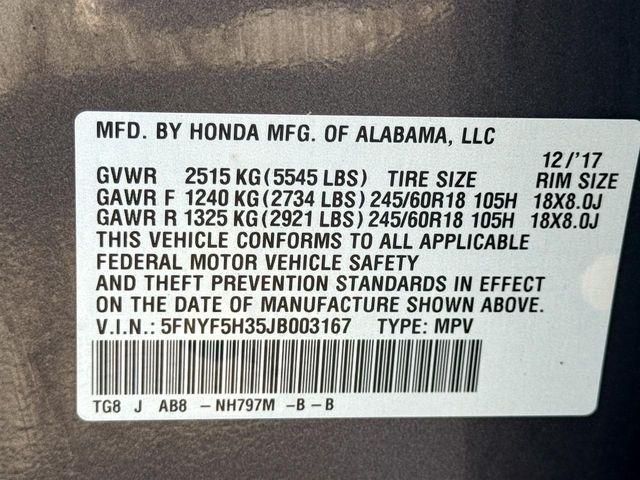 MFD. BY HONDA MFG. OF ALABAMA, LLC
12/'17
GVWR 2515 KG (5545 LBS) TIRE SIZE RIM SIZE
GAWR F 1240 KG (2734 LBS) 245/60R18 105H 18X8.0J
GAWR R 1325 KG (2921 LBS) 245/60R18 105H 18X8.0J
THIS VEHICLE CONFORMS TO ALL APPLICABLE
FEDERAL MOTOR VEHICLE SAFETY
AND THEFT PREVENTION STANDARDS IN EFFECT
ON THE DATE OF MANUFACTURE SHOWN ABOVE.
V.I.N.: 5FNYF5H35JB003167 TYPE: MPV
TG8 J AB8 - NH797M -B - B